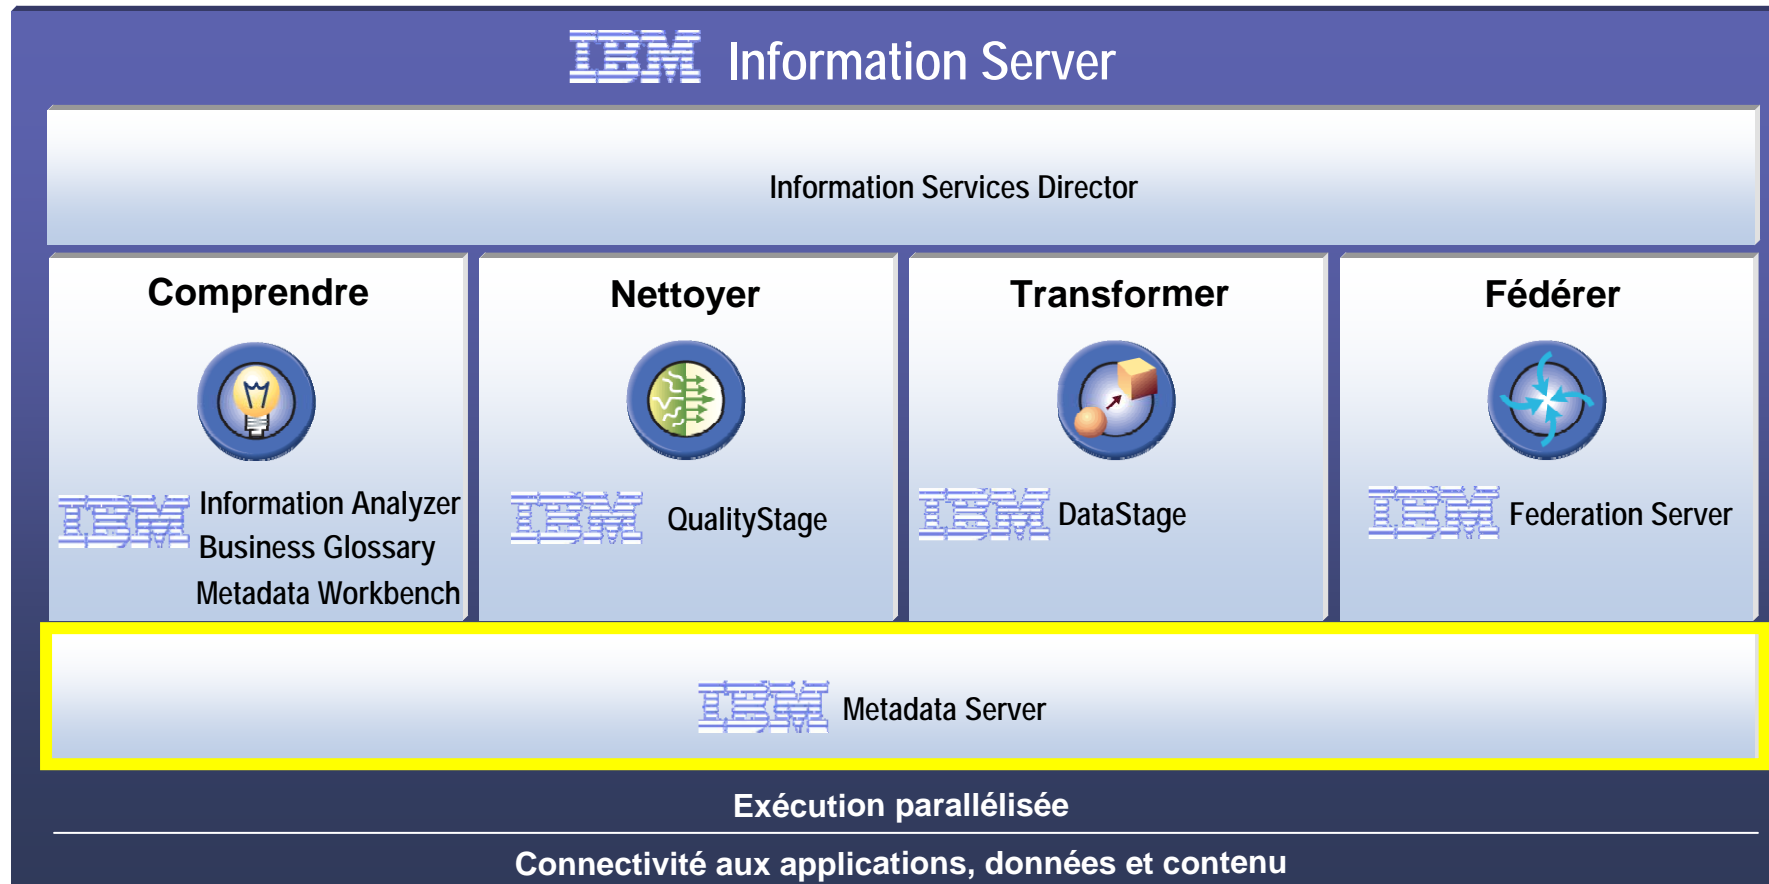 IBM Information Server
Information Services Director
Comprendre
IBM Information Analyzer
Business Glossary
Metadata Workbench
Nettoyer
IBM QualityStage
Transformer
IBM DataStage
Fédérer
IBM Federation Server
IBM Metadata Server
Exécution parallélisée
Connectivité aux applications, données et contenu